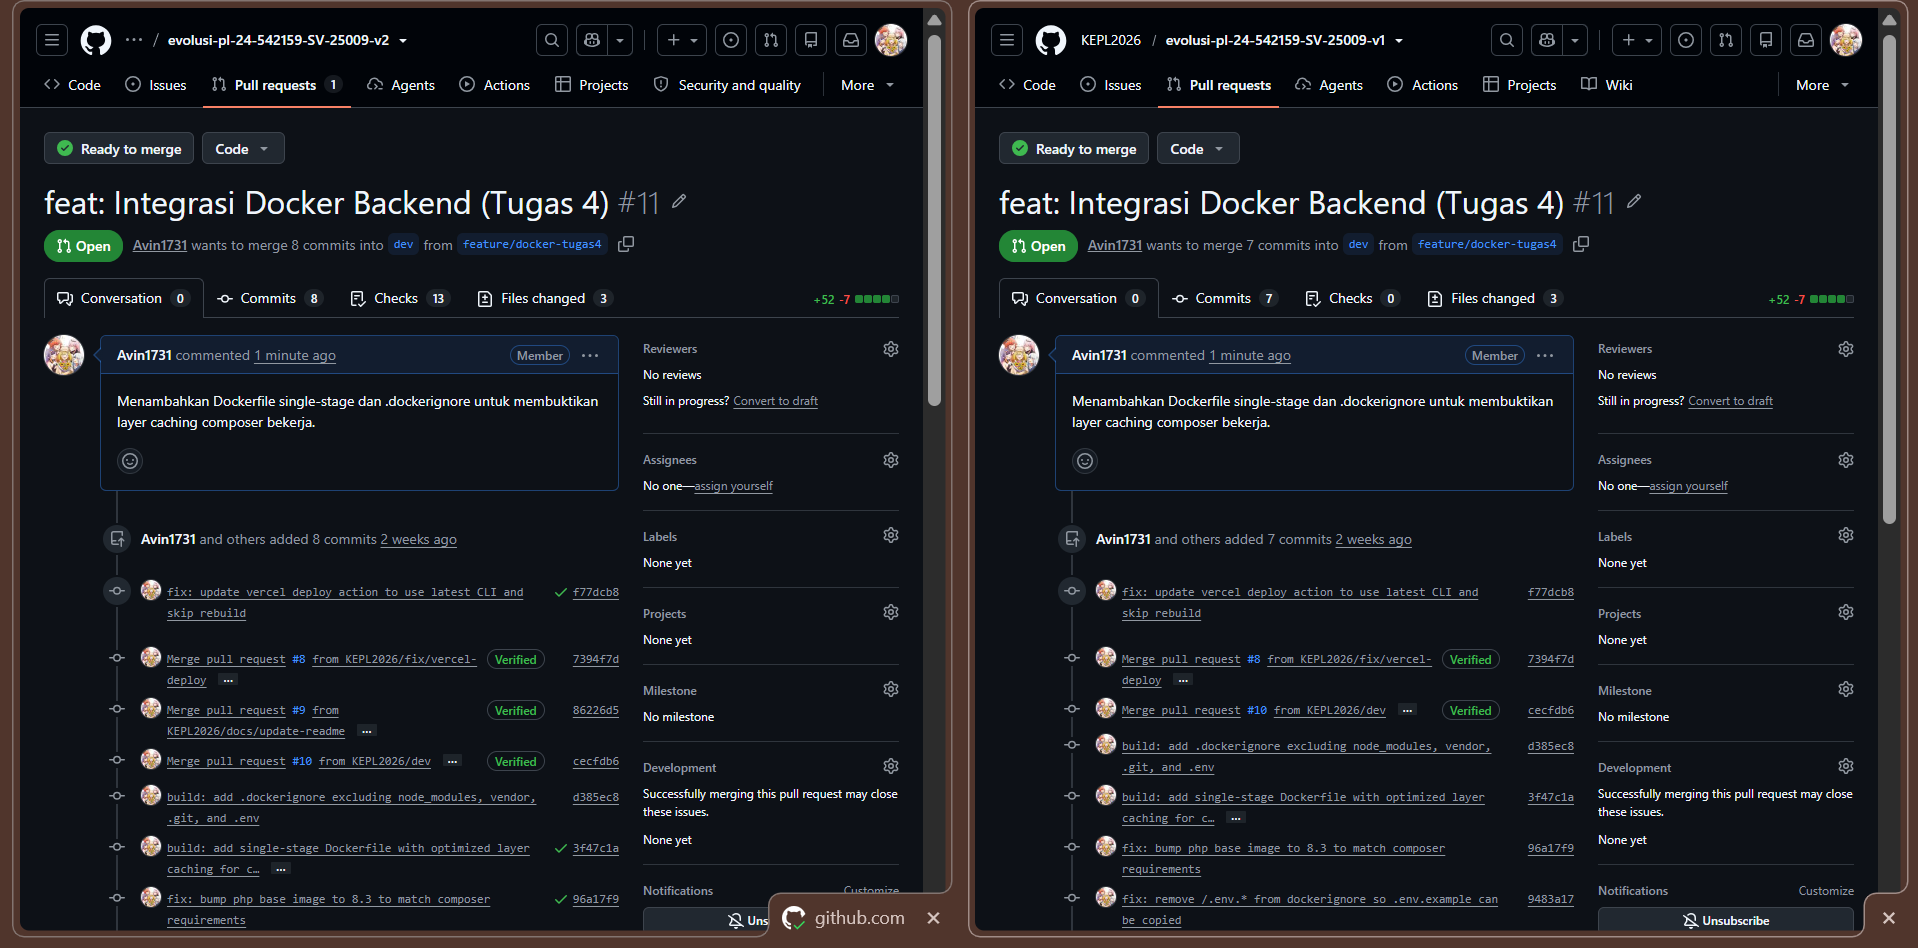 evolusi-pl-24-542159-SV-25009-v2
Code Issues Pull requests 1 Agents Actions Projects Security and quality More
Ready to merge Code
feat: Integrasi Docker Backend (Tugas 4) #11
Open Avin1731 wants to merge 8 commits into dev from feature/docker-tugas4
Conversation 0 Commits 8 Checks 13 Files changed 3 +52 -7
Avin1731 commented 1 minute ago Member
Menambahkan Dockerfile single-stage dan .dockerignore untuk membuktikan
layer caching composer bekerja.
Avin1731 and others added 8 commits 2 weeks ago
fix: update vercel deploy action to use latest CLI and f77dcb8
skip rebuild
Merge pull request #8 from KEPL2026/fix/vercel- Verified 7394f7d
deploy ...
Merge pull request #9 from Verified 86226d5
KEPL2026/docs/update-readme ...
Merge pull request #10 from KEPL2026/dev ... Verified cecfdb6
build: add .dockerignore excluding node_modules, vendor, d385ec8
.git, and .env
build: add single-stage Dockerfile with optimized layer 3f47c1a
caching for c… ...
fix: bump php base image to 8.3 to match composer 96a17f9
requirements
Reviewers
No reviews
Still in progress? Convert to draft
Assignees
No one—assign yourself
Labels
None yet
Projects
None yet
Milestone
No milestone
Development
Successfully merging this pull request may close
these issues.
None yet
Notifications Customize
Uns
github.com
KEPL2026 / evolusi-pl-24-542159-SV-25009-v1
Code Issues Pull requests Agents Actions Projects Wiki More
Ready to merge Code
feat: Integrasi Docker Backend (Tugas 4) #11
Open Avin1731 wants to merge 7 commits into dev from feature/docker-tugas4
Conversation 0 Commits 7 Checks 0 Files changed 3 +52 -7
Avin1731 commented 1 minute ago Member
Menambahkan Dockerfile single-stage dan .dockerignore untuk membuktikan
layer caching composer bekerja.
Avin1731 and others added 7 commits 2 weeks ago
fix: update vercel deploy action to use latest CLI and f77dcb8
skip rebuild
Merge pull request #8 from KEPL2026/fix/vercel- Verified 7394f7d
deploy ...
Merge pull request #10 from KEPL2026/dev ... Verified cecfdb6
build: add .dockerignore excluding node_modules, vendor, d385ec8
.git, and .env
build: add single-stage Dockerfile with optimized layer 3f47c1a
caching for c… ...
fix: bump php base image to 8.3 to match composer 96a17f9
requirements
fix: remove /.env.* from dockerignore so .env.example can 9483a17
be copied
Reviewers
No reviews
Still in progress? Convert to draft
Assignees
No one—assign yourself
Labels
None yet
Projects
None yet
Milestone
No milestone
Development
Successfully merging this pull request may close
these issues.
None yet
Notifications Customize
Unsubscribe